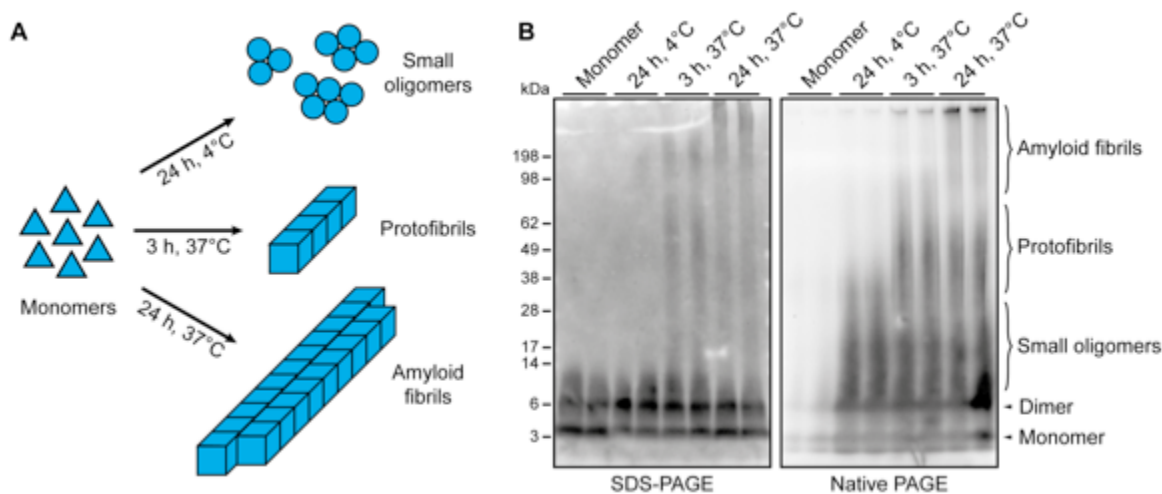 A
Monomers
24 h, 4°C
3 h, 37°C
24 h, 37°C
Small
oligomers
Protofibrils
Amyloid
fibrils
B
kDa
Monomer
24 h, 4°C
3 h, 37°C
24 h, 37°C
Monomer
24 h, 4°C
3 h, 37°C
24 h, 37°C
198
98
62
49
38
28
17
14
6
3
Amyloid fibrils
Protofibrils
Small oligomers
Dimer
Monomer
SDS-PAGE
Native PAGE